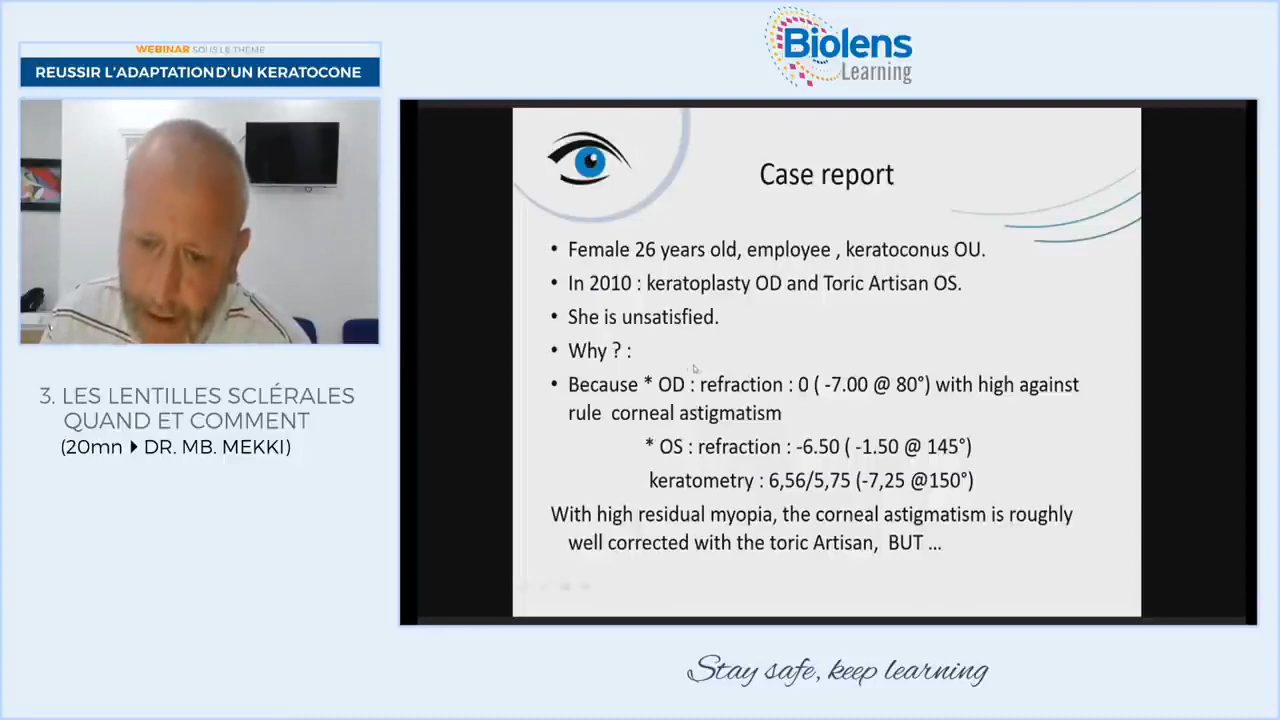 WEBINAR SOUS LE THEME
REUSSIR L'ADAPTATION D'UN KERATOCONE
Biolens
Learning
Case report
• Female 26 years old, employee , keratoconus OU.
• In 2010 : keratoplasty OD and Toric Artisan OS.
• She is unsatisfied.
• Why ? :
• Because * OD : refraction : 0 ( -7.00 @ 80°) with high against
rule corneal astigmatism
* OS : refraction : -6.50 ( -1.50 @ 145°)
keratometry : 6,56/5,75 (-7,25 @150°)
With high residual myopia, the corneal astigmatism is roughly
well corrected with the toric Artisan, BUT ...
3. LES LENTILLES SCLÉRALES
QUAND ET COMMENT
(20mn DR. MB. MEKKI)
Stay safe, keep learning